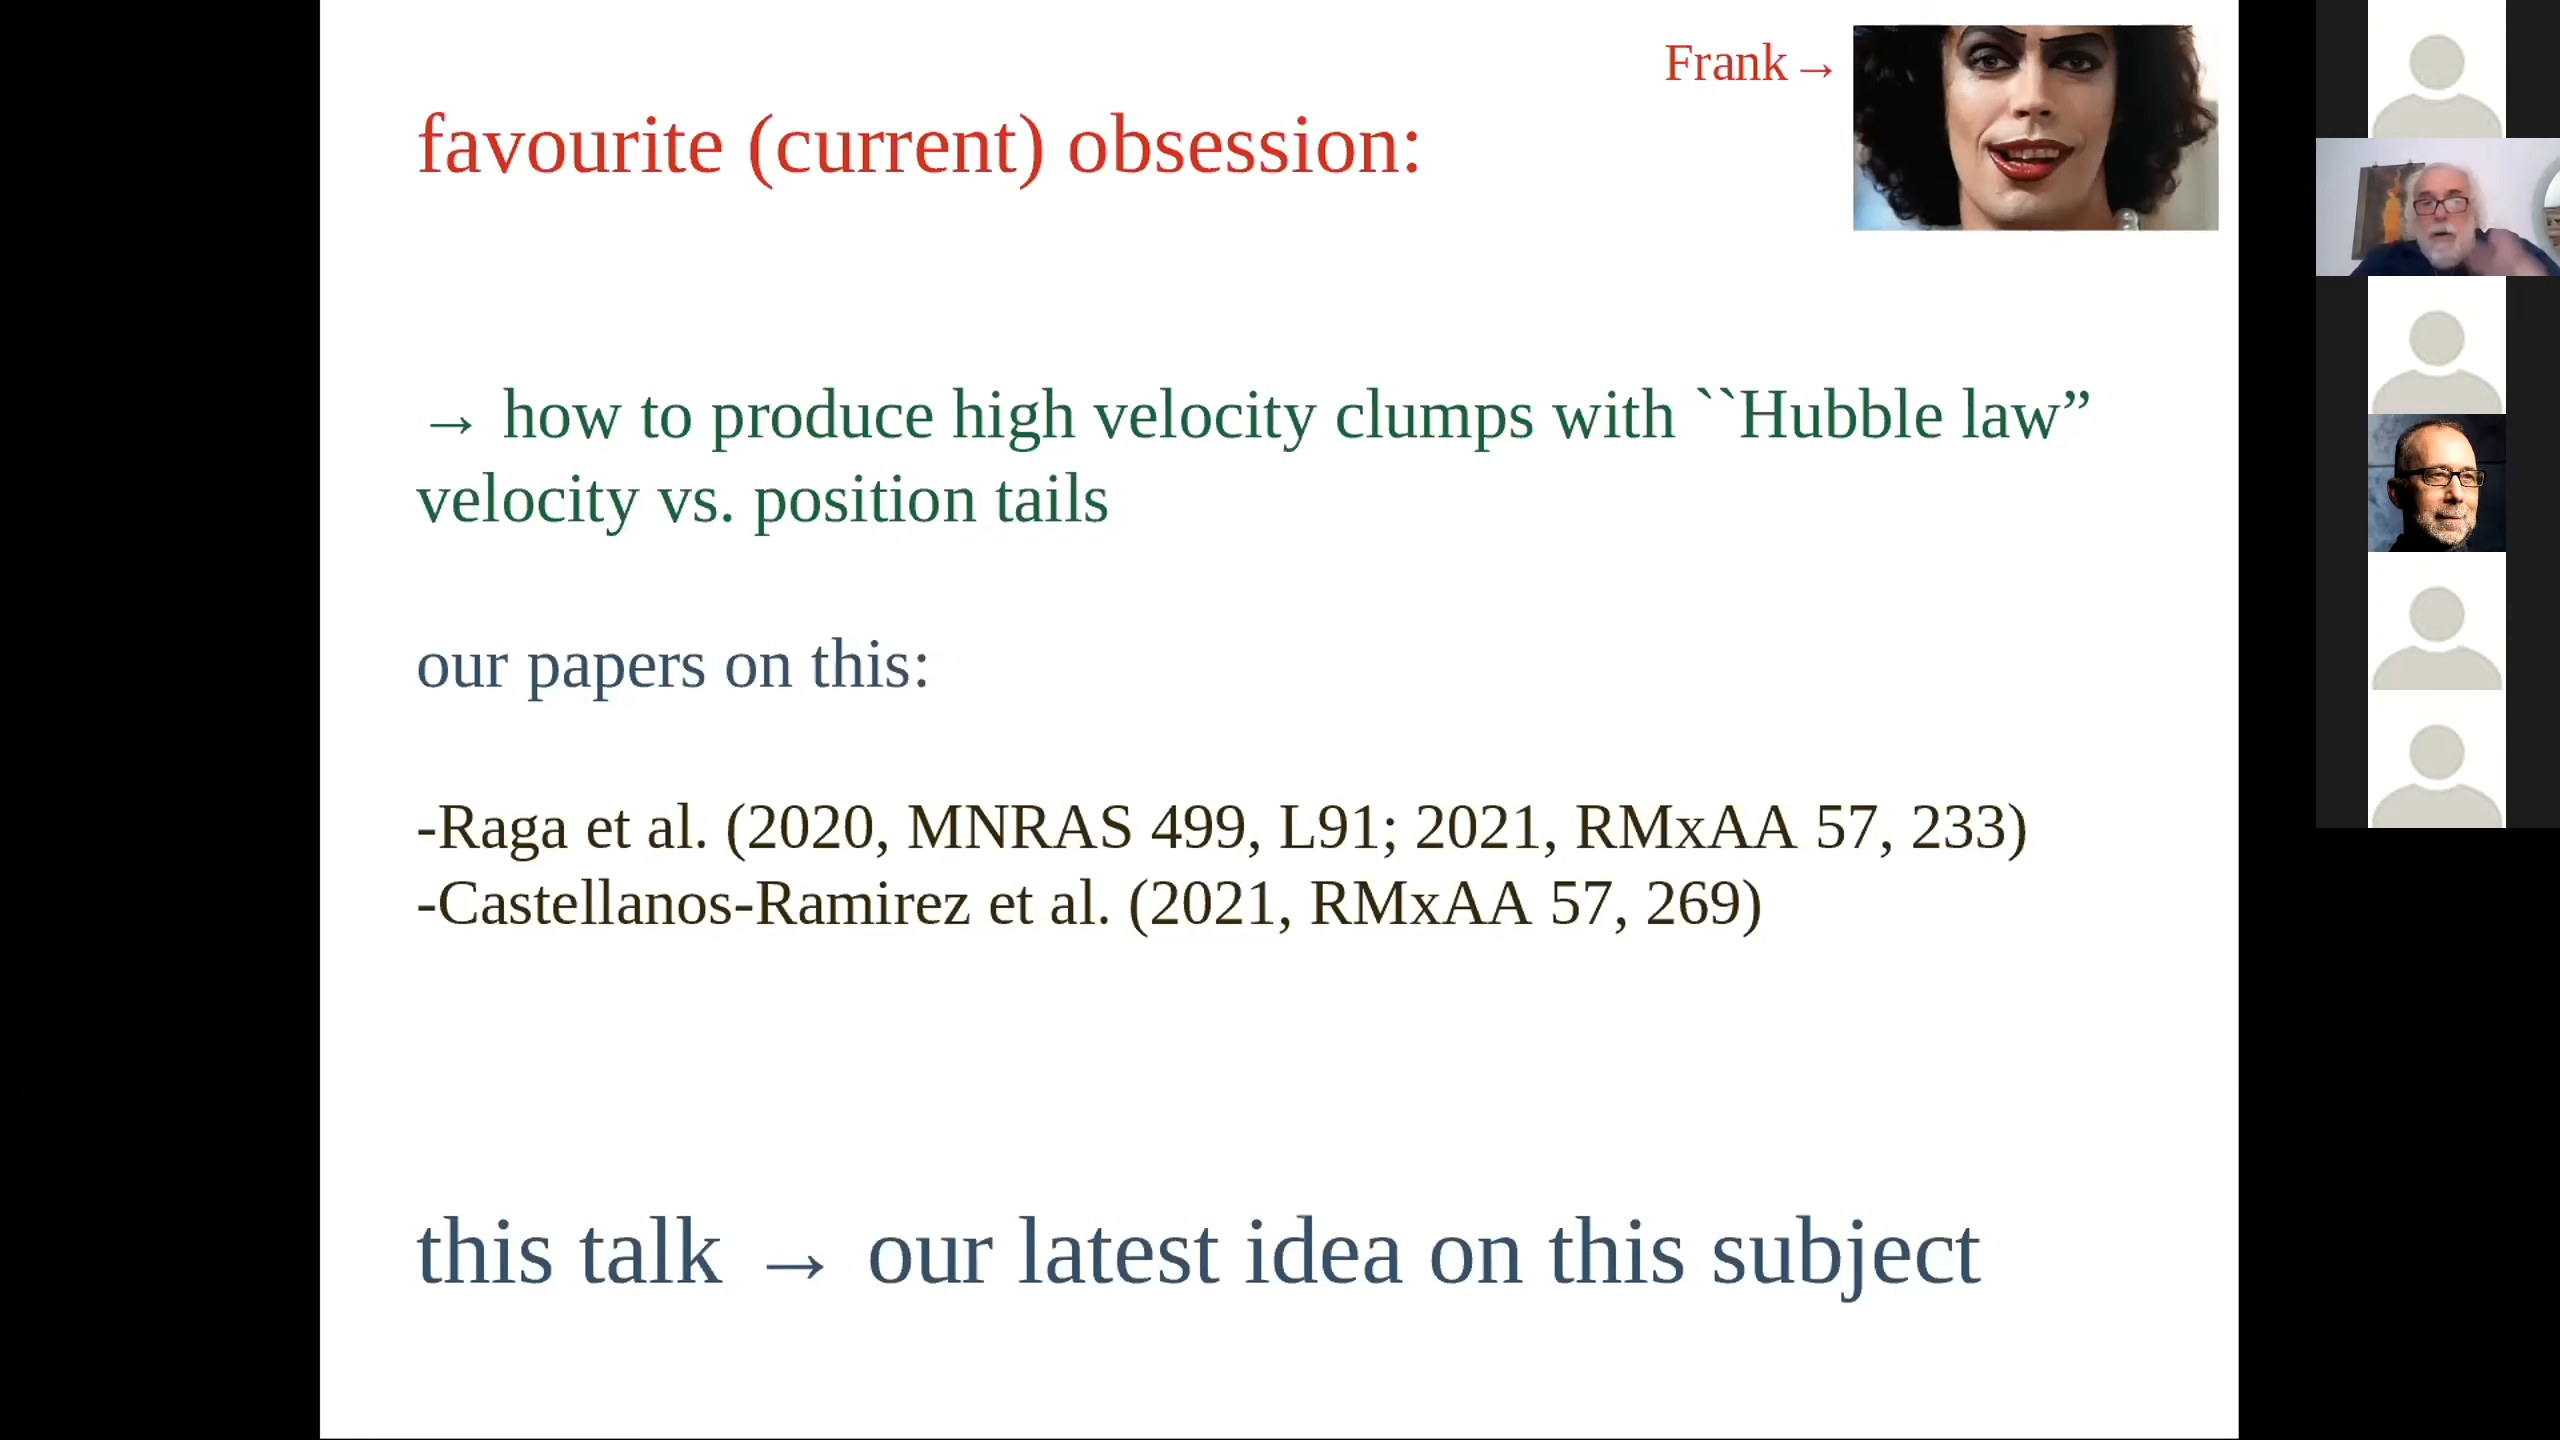 Frank→
favourite (current) obsession:
→ how to produce high velocity clumps with ``Hubble law”
velocity vs. position tails
our papers on this:
-Raga et al. (2020, MNRAS 499, L91; 2021, RMxAA 57, 233)
-Castellanos-Ramirez et al. (2021, RMxAA 57, 269)
this talk → our latest idea on this subject